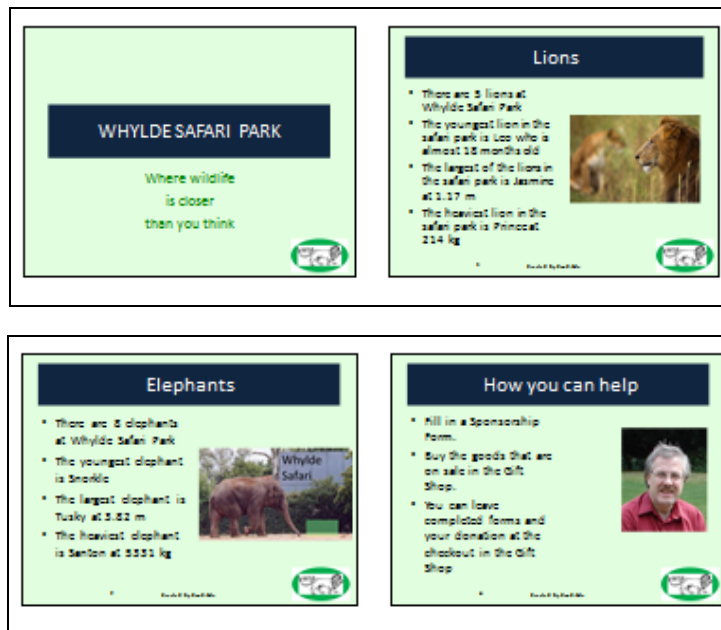 WHYLDE SAFARI PARK
Where wildlife
is closer
than you think
Lions
• There are 5 lions at
Whylde Safari Park
• The youngest lion in the
safari park is Leo who is
almost 18 months old
• The largest of the lions in
the safari park is Jasmine
at 1.17 m
• The heaviest lion in the
safari park is Prince at
214 kg
Elephants
• There are 8 elephants
at Whylde Safari Park
• The youngest elephant
is Snorkle
• The largest elephant is
Tusky at 3.82 m
• The heaviest elephant
is Santon at 5331 kg
Whylde
Safari
How you can help
• Fill in a Sponsorship
Form.
• Buy the goods that are
on sale in the Gift
Shop.
• You can leave
completed forms and
your donation at the
checkout in the Gift
Shop